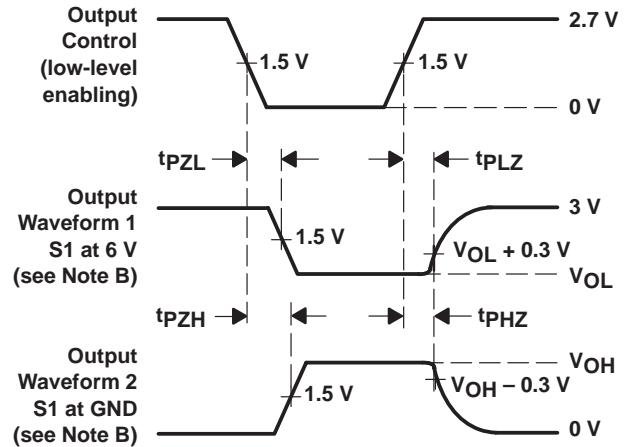 Output
Control
(low-level
enabling)
2.7 V
1.5 V
1.5 V
0 V
tPZL
tPLZ
Output
Waveform 1
S1 at 6 V
(see Note B)
3 V
1.5 V
VOL + 0.3 V
VOL
tPZH
tPHZ
Output
Waveform 2
S1 at GND
(see Note B)
VOH
1.5 V
VOH – 0.3 V
0 V